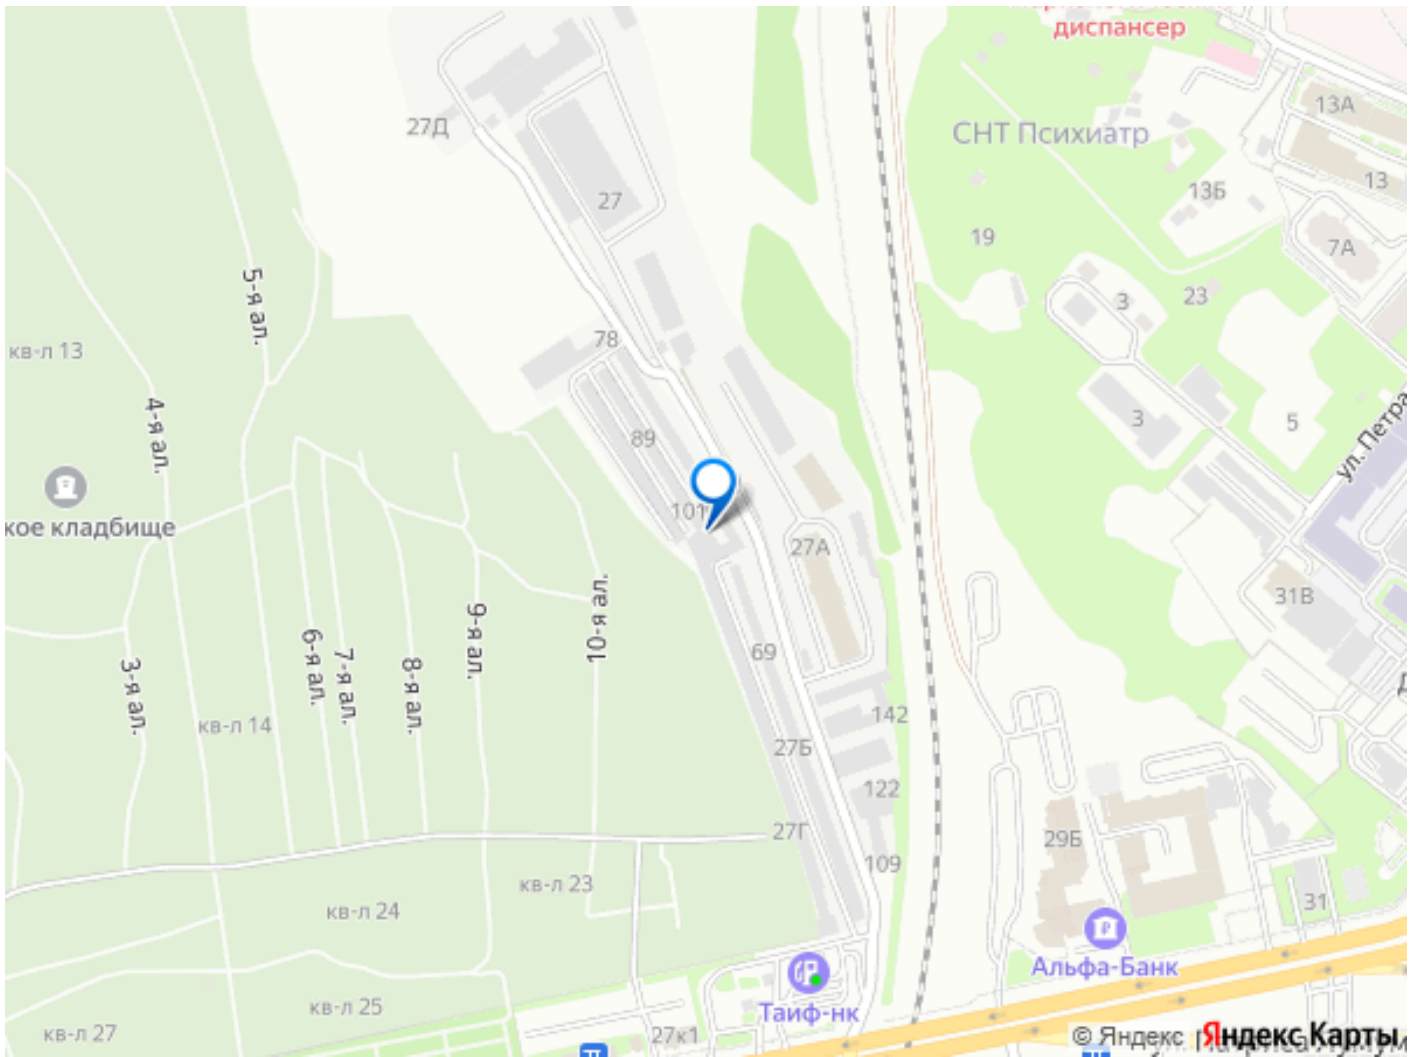 диспансер
13А
27Д
СНТ Психиатр
13
13Б
27
19
7А
5-я ал.
3
23
78
кв-л 13
4-я ал.
89
3
5
ул. Петра
101
кое кладбище
27А
10-я ал.
31В
9-я ал.
69
6-я ал.
7-я ал.
8-я ал.
3-я ал.
142
кв-л 14
27Б
122
27Г
29Б
109
кв-л 23
31
кв-л 24
Альфа-Банк
Таиф-нк
кв-л 25
кв-л 27
27к1
© Яндекс Яндекс Карты